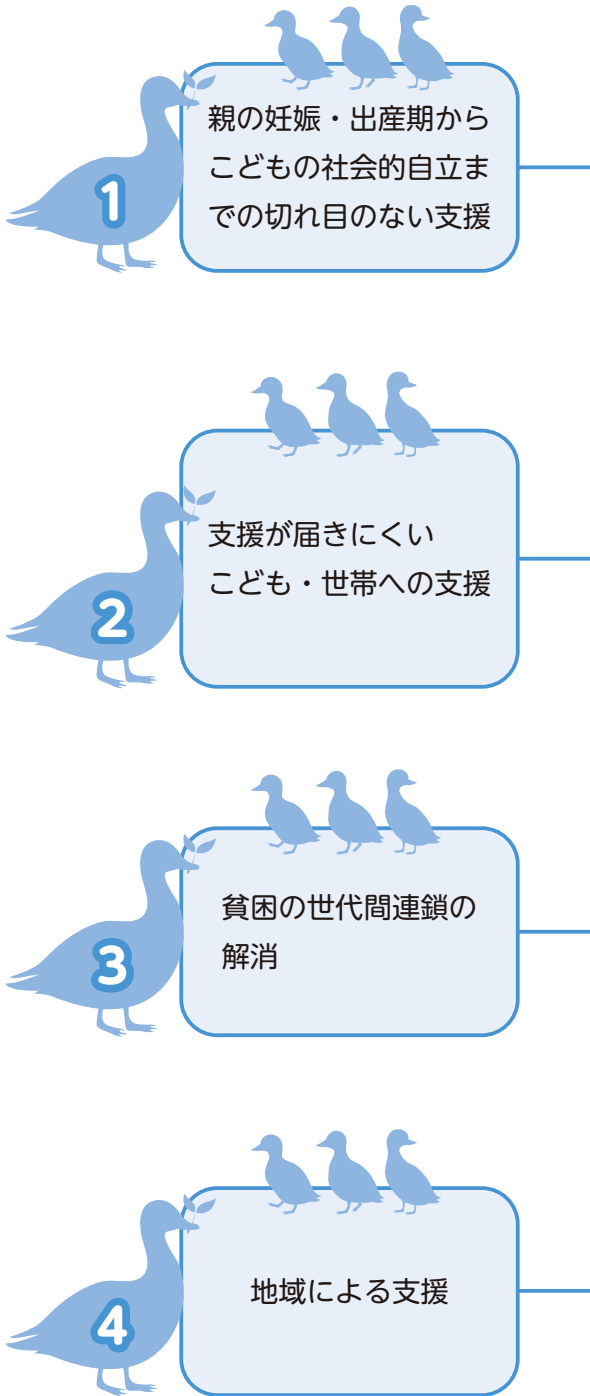 1
親の妊娠・出産期から
こどもの社会的自立ま
での切れ目のない支援
2
支援が届きにくい
こども・世帯への支援
3
貧困の世代間連鎖の
解消
4
地域による支援